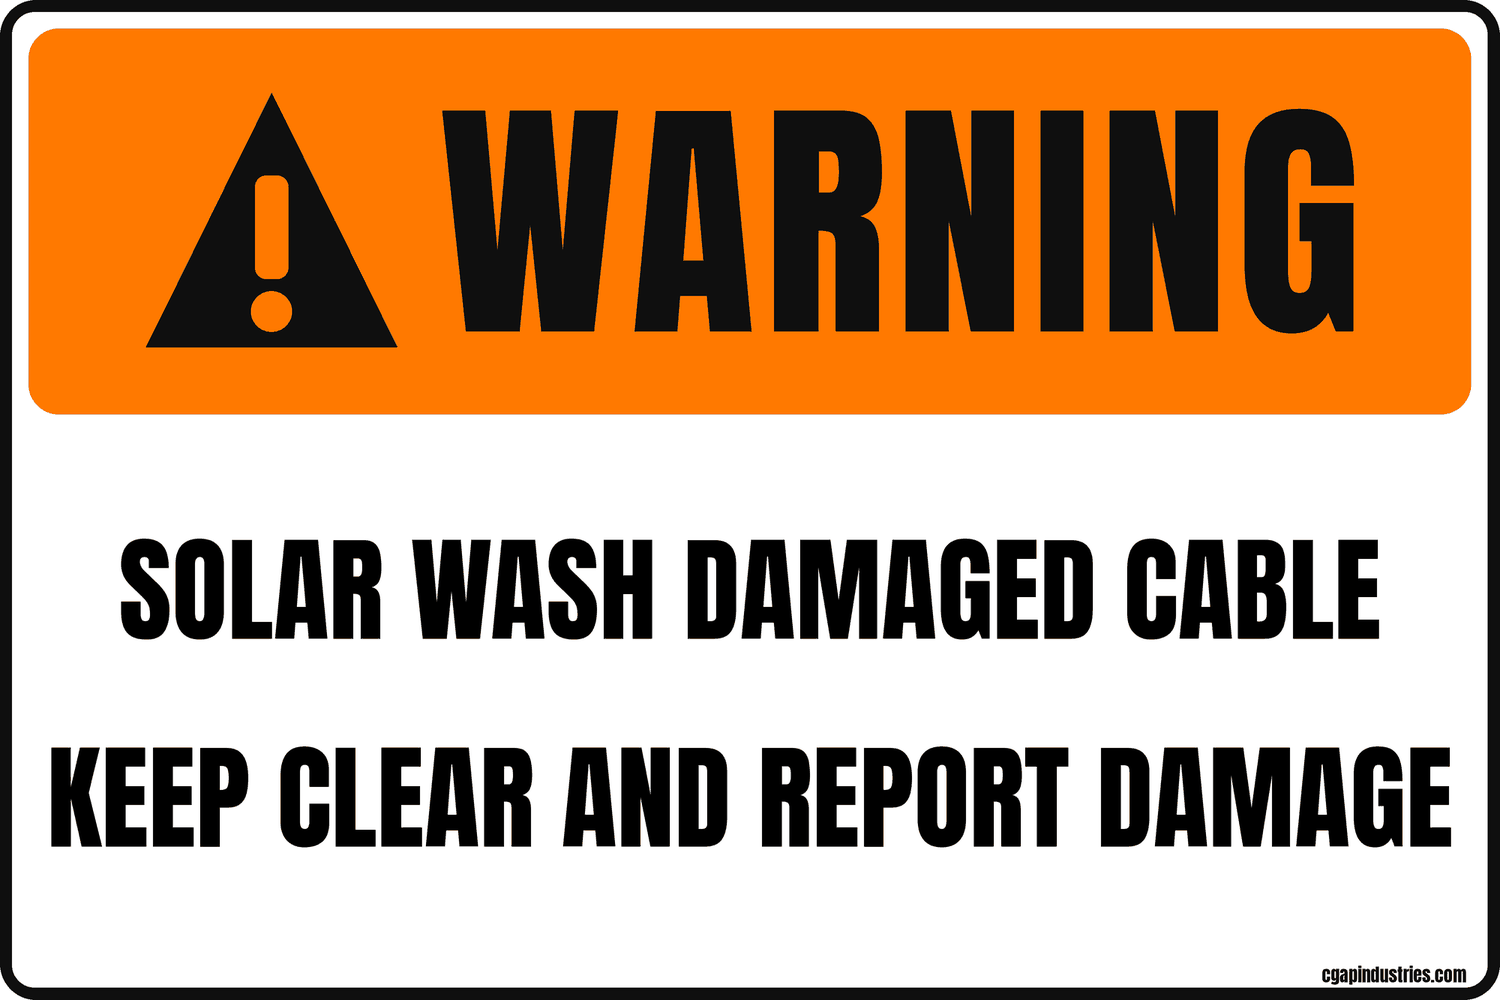 WARNING
SOLAR WASH DAMAGED CABLE
KEEP CLEAR AND REPORT DAMAGE
cgapindustries.com